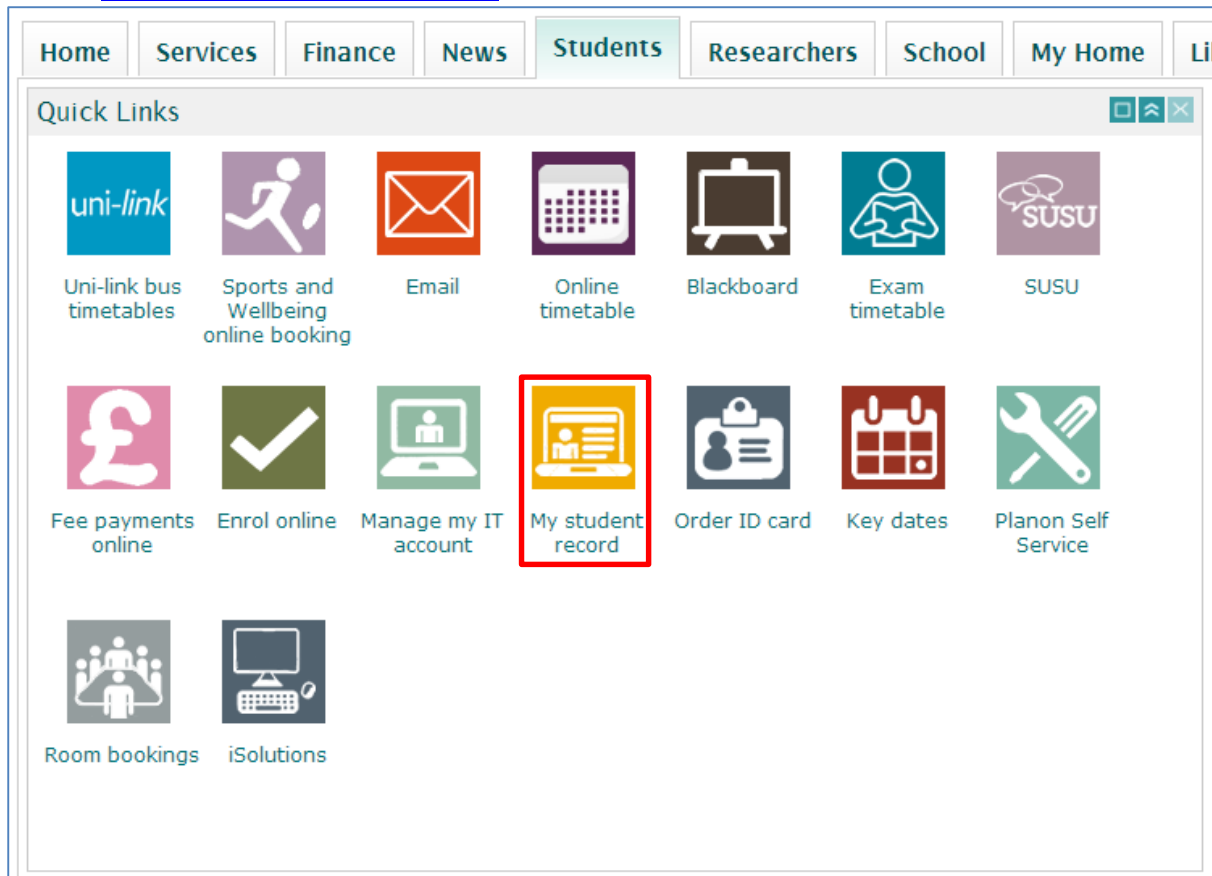 Home Services Finance News Students Researchers School My Home
Quick Links
uni-link
SUSU
Uni-link bus timetables
Sports and Wellbeing online booking
Email
Online timetable
Blackboard
Exam timetable
SUSU
Fee payments online
Enrol online
Manage my IT account
My student record
Order ID card
Key dates
Planon Self Service
Room bookings
iSolutions